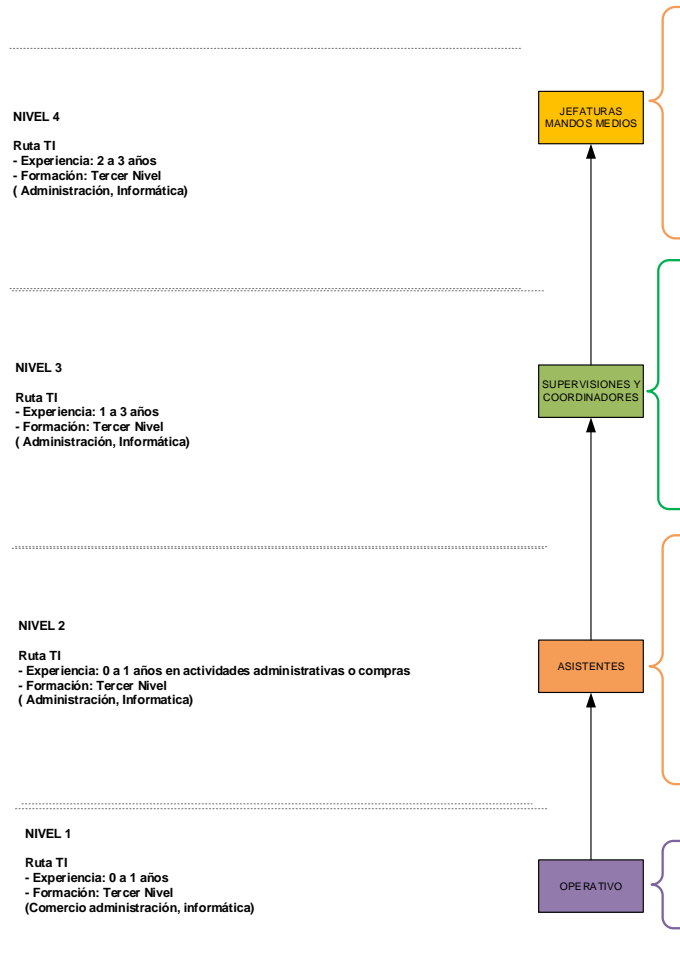 NIVEL 4
Ruta TI
- Experiencia: 2 a 3 años
- Formación: Tercer Nivel
( Administración, Informática)
JEFATURAS
MANDOS MEDIOS
NIVEL 3
Ruta TI
- Experiencia: 1 a 3 años
- Formación: Tercer Nivel
( Administración, Informática)
SUPERVISIONES Y
COORDINADORES
NIVEL 2
Ruta TI
- Experiencia: 0 a 1 años en actividades administrativas o compras
- Formación: Tercer Nivel
( Administración, Informatica)
ASISTENTES
NIVEL 1
Ruta TI
- Experiencia: 0 a 1 años
- Formación: Tercer Nivel
(Comercio administración, informática)
OPERATIVO